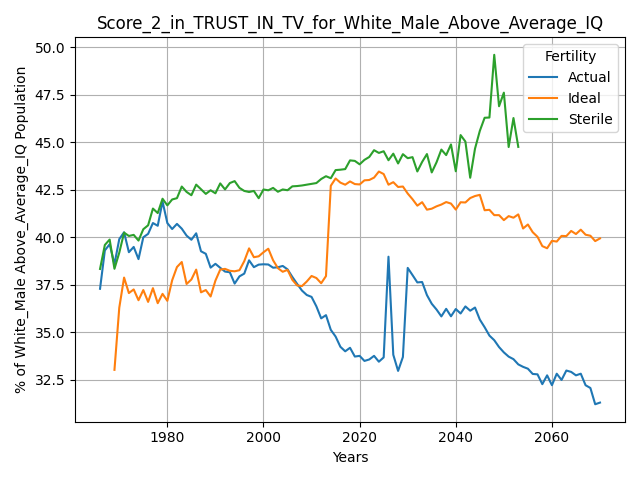 Score_2_in_TRUST_IN_TV_for_White_Male_Above_Average_IQ
% of White_Male Above_Average_IQ Population
50.0
47.5
45.0
42.5
40.0
37.5
35.0
32.5
Fertility
Actual
Ideal
Sterile
1980 2000 2020 2040 2060
Years